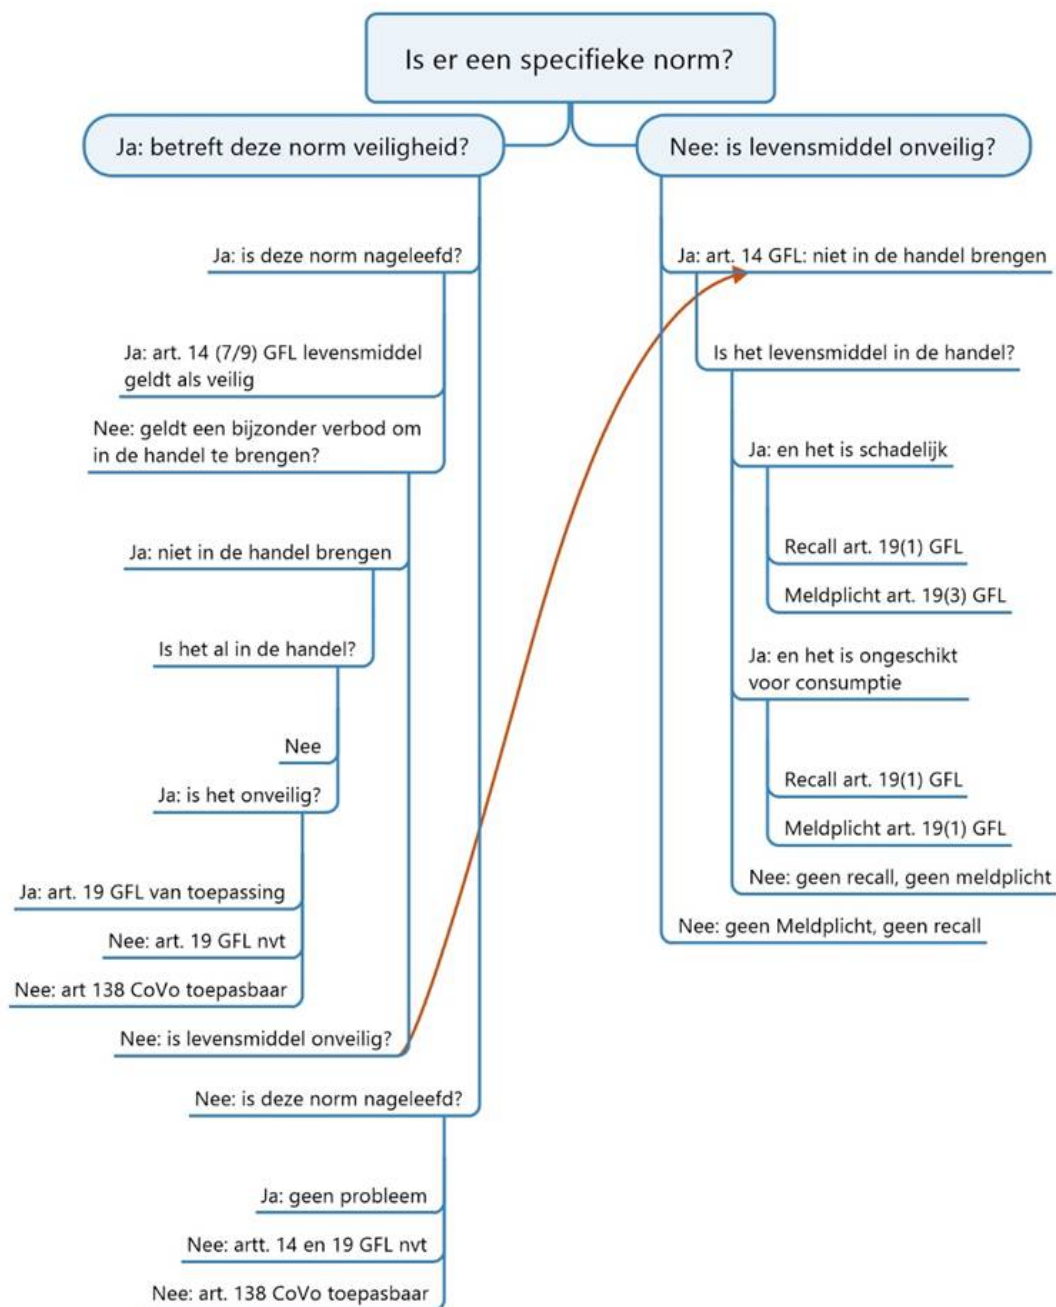 Is er een specifieke norm?
Ja: betreft deze norm veiligheid?
Ja: is deze norm nageleefd?
Ja: art. 14 (7/9) GFL levensmiddel
geldt als veilig
Nee: geldt een bijzonder verbod om
in de handel te brengen?
Ja: niet in de handel brengen
Is het al in de handel?
Nee
Ja: is het onveilig?
Ja: art. 19 GFL van toepassing
Nee: art. 19 GFL nvt
Nee: art 138 CoVo toepasbaar
Nee: is levensmiddel onveilig?
Nee: is deze norm nageleefd?
Ja: geen probleem
Nee: artt. 14 en 19 GFL nvt
Nee: art. 138 CoVo toepasbaar
Nee: is levensmiddel onveilig?
Ja: art. 14 GFL: niet in de handel brengen
Is het levensmiddel in de handel?
Ja: en het is schadelijk
Recall art. 19(1) GFL
Meldplicht art. 19(3) GFL
Ja: en het is ongeschikt
voor consumptie
Recall art. 19(1) GFL
Meldplicht art. 19(1) GFL
Nee: geen recall, geen meldplicht
Nee: geen Meldplicht, geen recall